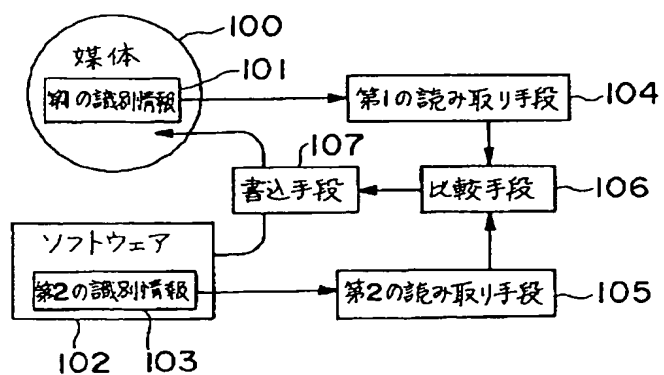 100
媒体
101
第1の識別情報
第1の読み取り手段
104
107
書込手段
比較手段
106
ソフトウェア
第2の識別情報
第2の読み取り手段
105
102
103